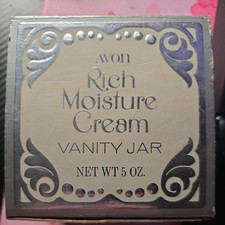 AVON
Rich
Moisture
Cream
VANITY JAR
NET WT 5 OZ.